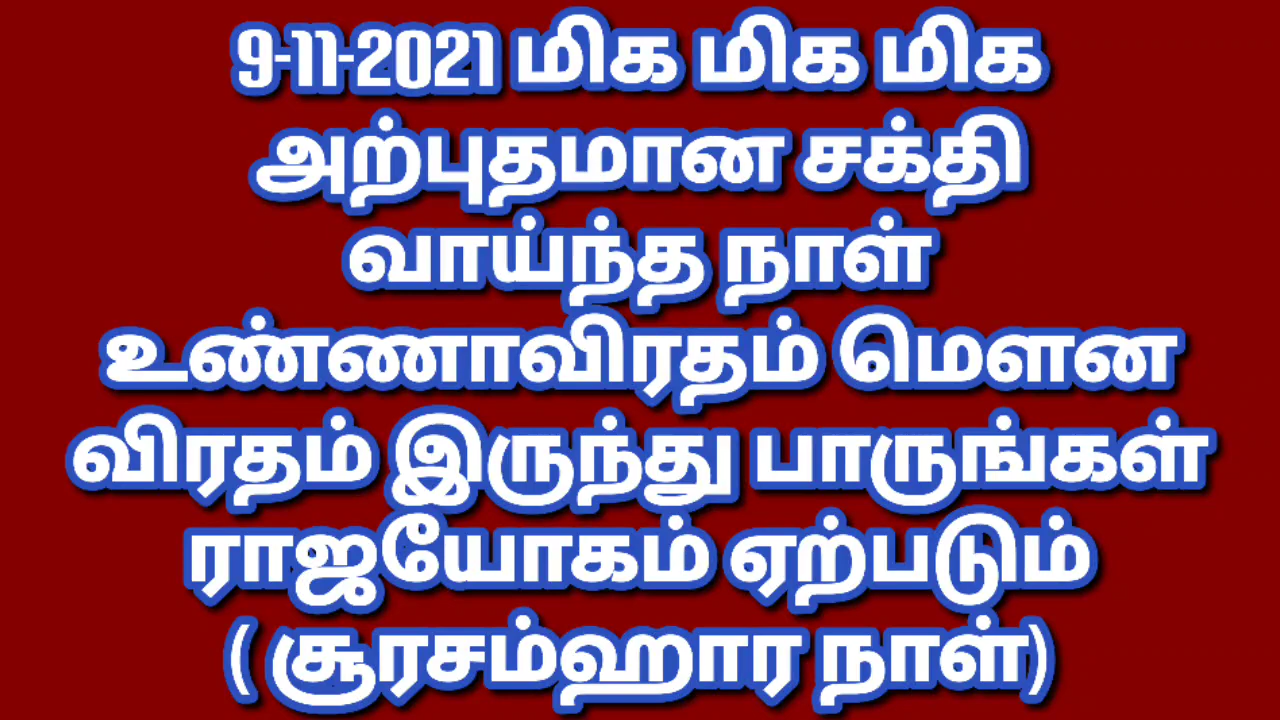 9-11-2021 மிக மிக மிக
அற்புதமான சக்தி
வாய்ந்த நாள்
உண்ணாவிரதம் மௌன
விரதம் இருந்து பாருங்கள்
ராஜயோகம் ஏற்படும்
( சூரசம்ஹார நாள்)